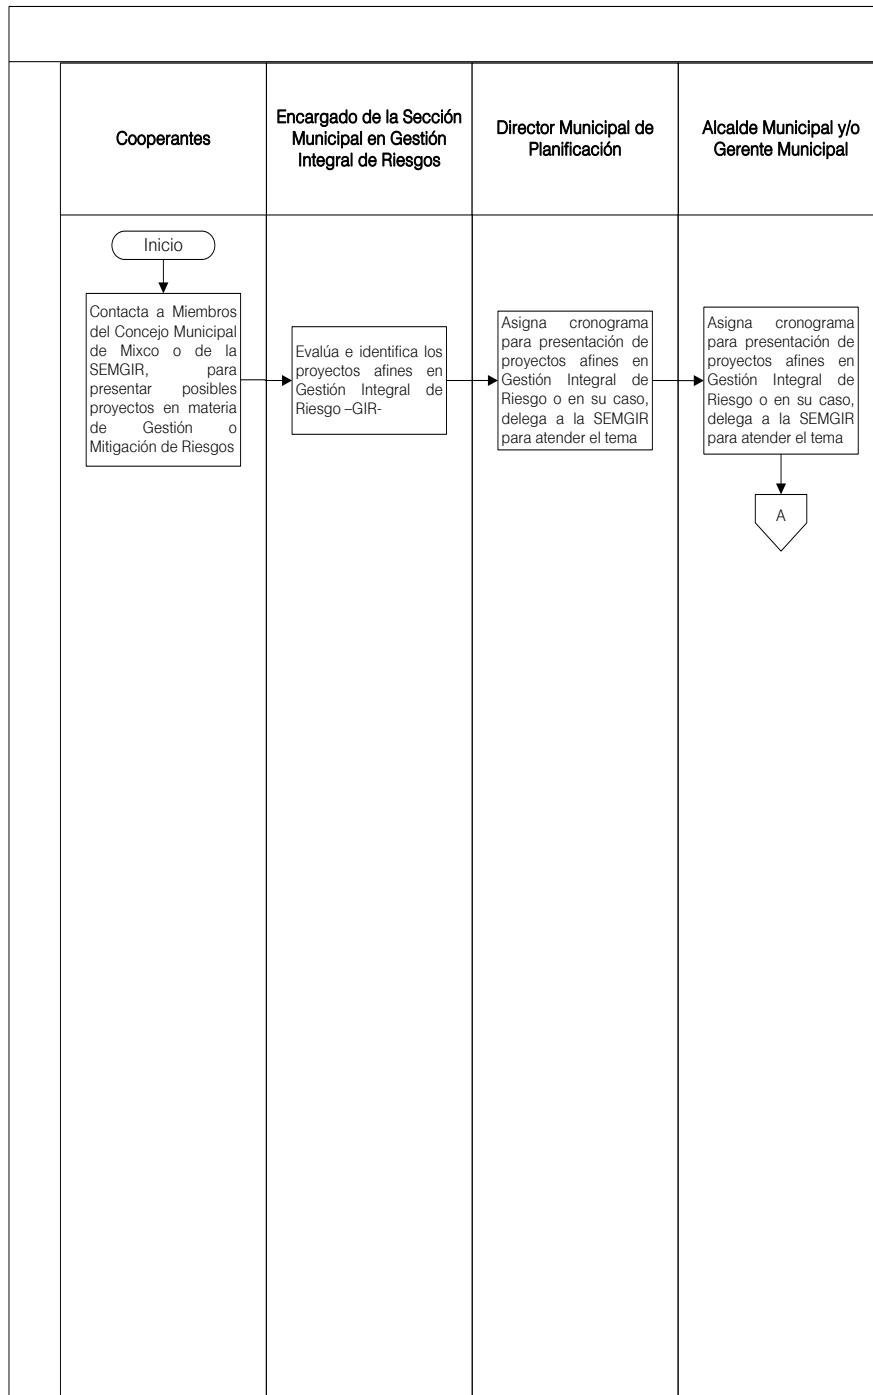 Cooperantes
Encargado de la Sección
Municipal en Gestión
Integral de Riesgos
Director Municipal de
Planificación
Alcalde Municipal y/o
Gerente Municipal
Inicio
Contacta a Miembros
del Concejo Municipal
de Mixco o de la
SEMGIR, para
presentar posibles
proyectos en materia
de Gestión o
Mitigación de Riesgos
Evalúa e identifica los
proyectos afines en
Gestión Integral de
Riesgo –GIR-
Asigna cronograma
para presentación de
proyectos afines en
Gestión Integral de
Riesgo o en su caso,
delega a la SEMGIR
para atender el tema
Asigna cronograma
para presentación de
proyectos afines en
Gestión Integral de
Riesgo o en su caso,
delega a la SEMGIR
para atender el tema
A